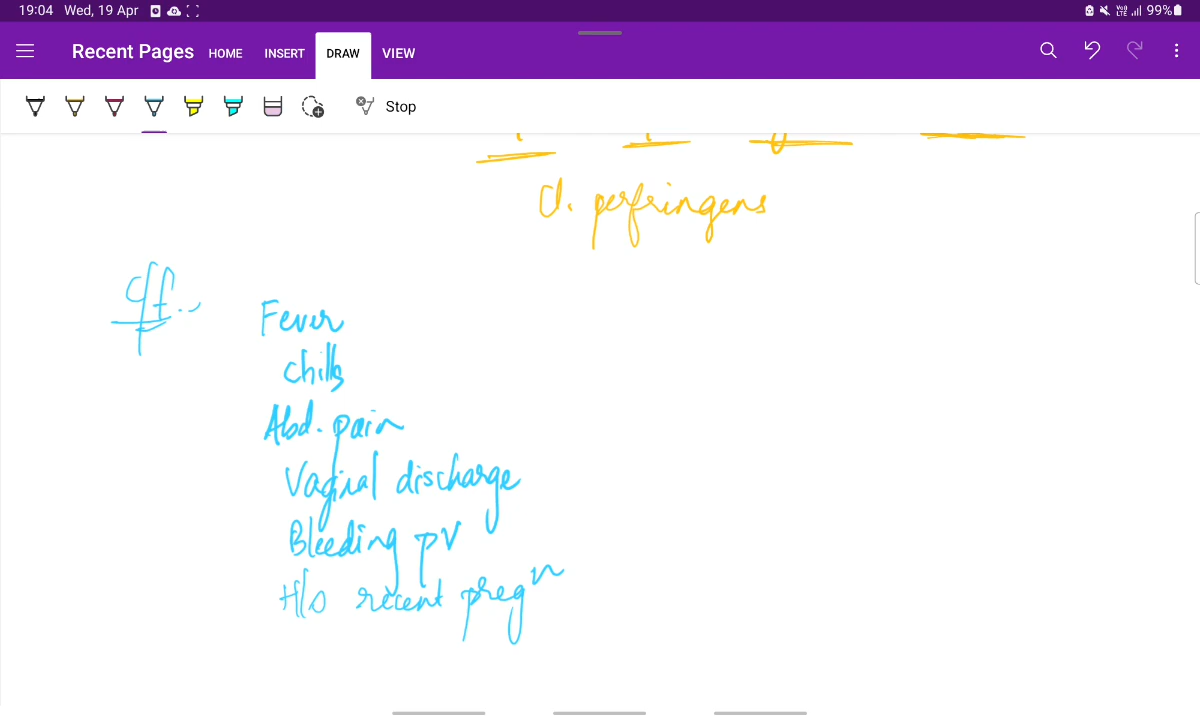 19:04 Wed, 19 Apr 99%
Recent Pages HOME INSERT DRAW VIEW
Stop
Cl. perfringens
C/f :-
Fever
chills
Abd. pain
Vaginal discharge
Bleeding pv
H/o recent pregn